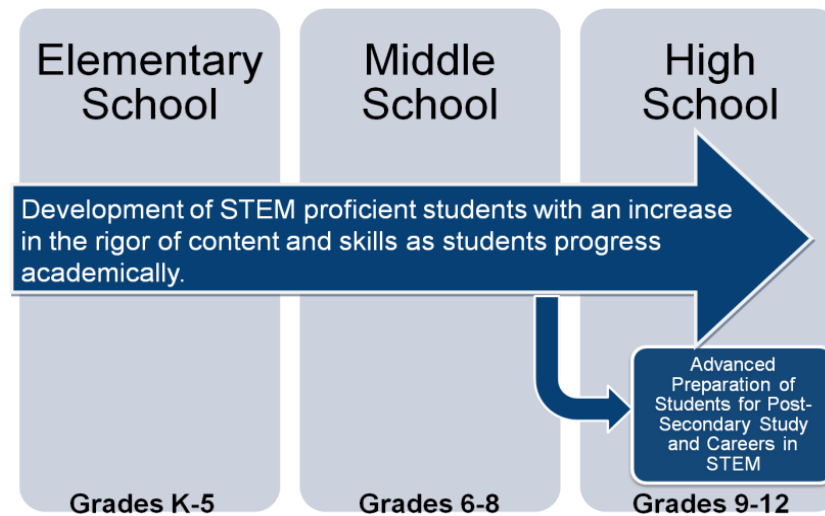 Elementary
School
Middle
School
High
School
Development of STEM proficient students with an increase
in the rigor of content and skills as students progress
academically.
Advanced
Preparation of
Students for Post-
Secondary Study
and Careers in
STEM
Grades K-5
Grades 6-8
Grades 9-12